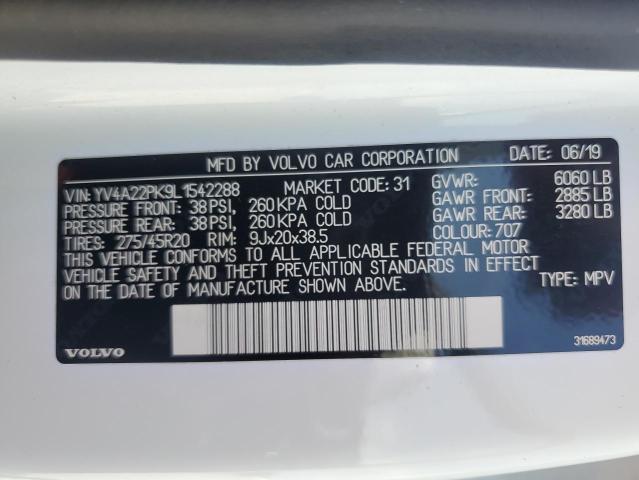 MFD BY VOLVO CAR CORPORATION DATE: 06/19
VIN: YV4A22PK9L1542288 MARKET CODE: 31 GVWR: 6060 LB
PRESSURE FRONT: 38 PSI, 260 KPA COLD GAWR FRONT: 2885 LB
PRESSURE REAR: 38 PSI, 260 KPA COLD GAWR REAR: 3280 LB
TIRES: 275/45R20 RIM: 9Jx20x38.5 COLOUR: 707
THIS VEHICLE CONFORMS TO ALL APPLICABLE FEDERAL MOTOR
VEHICLE SAFETY AND THEFT PREVENTION STANDARDS IN EFFECT
ON THE DATE OF MANUFACTURE SHOWN ABOVE. TYPE: MPV
VOLVO 31689473